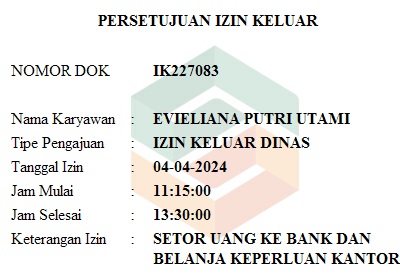 PERSETUJUAN IZIN KELUAR
NOMOR DOK IK227083
Nama Karyawan : EVIELIANA PUTRI UTAMI
Tipe Pengajuan : IZIN KELUAR DINAS
Tanggal Izin : 04-04-2024
Jam Mulai : 11:15:00
Jam Selesai : 13:30:00
Keterangan Izin : SETOR UANG KE BANK DAN
BELANJA KEPERLUAN KANTOR